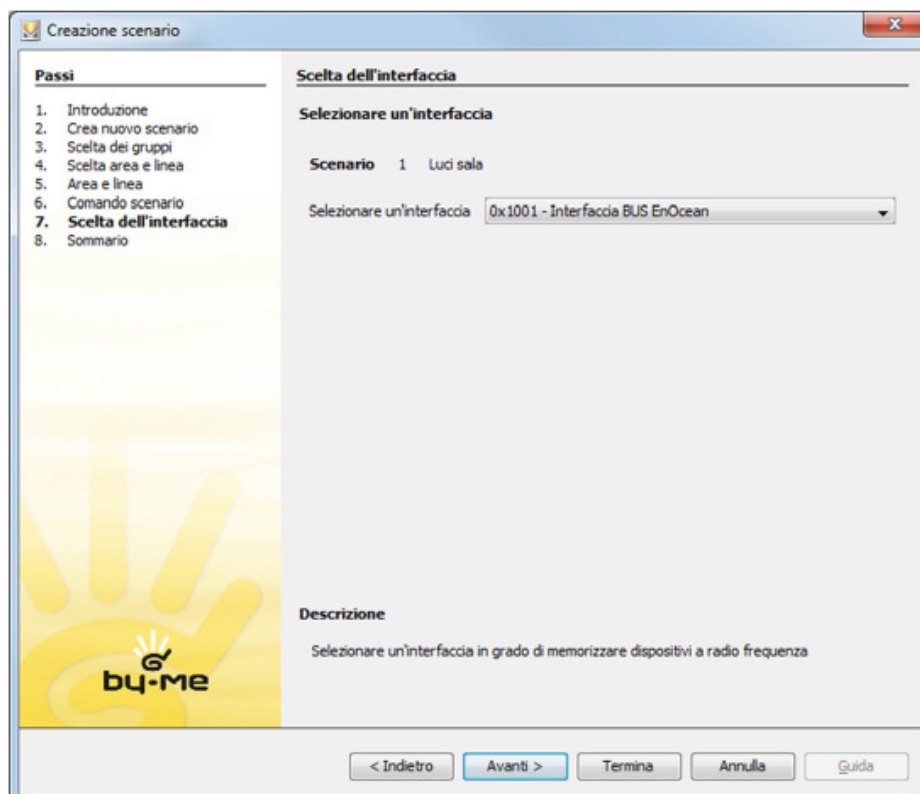 Creazione scenario
Passi
1. Introduzione
2. Crea nuovo scenario
3. Scelta dei gruppi
4. Scelta area e linea
5. Area e linea
6. Comando scenario
7. Scelta dell'interfaccia
8. Sommario
by-me
Scelta dell'interfaccia
Selezionare un'interfaccia
Scenario 1 Luci sala
Selezionare un'interfaccia 0x1001 - Interfaccia BUS EnOcean
Descrizione
Selezionare un'interfaccia in grado di memorizzare dispositivi a radio frequenza
< Indietro Avanti > Termina Annulla Guida